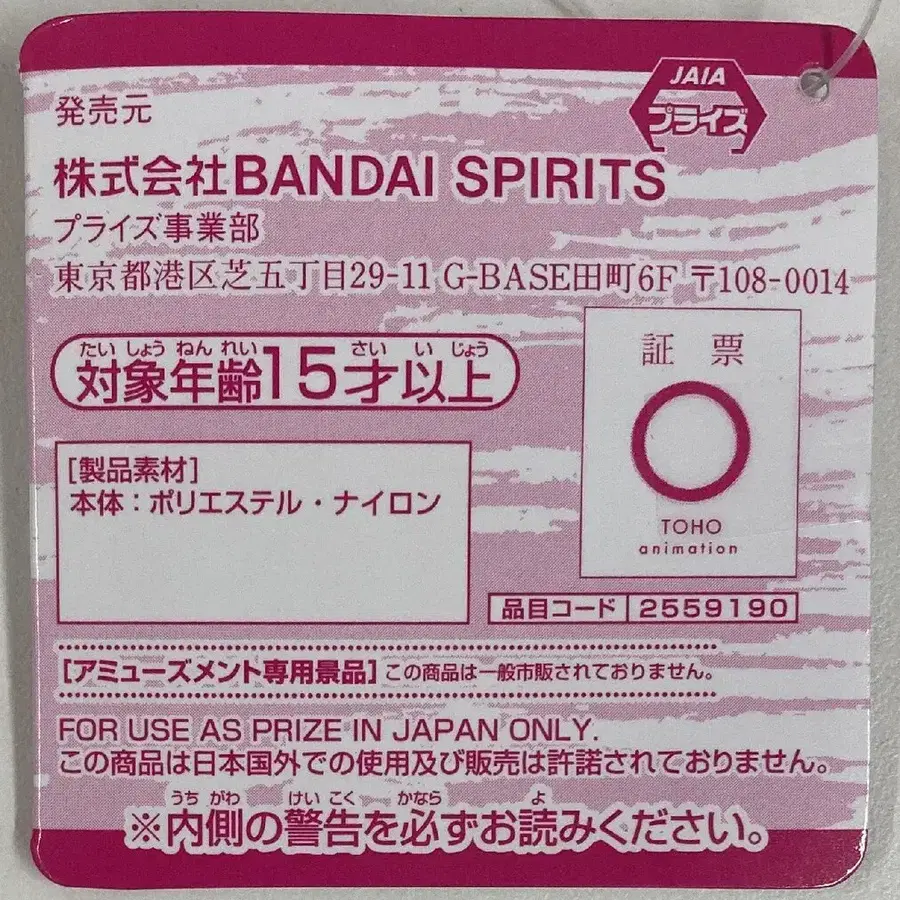 JAIA
プライズ
発売元
株式会社BANDAI SPIRITS
プライズ事業部
東京都港区芝五丁目29-11 G-BASE田町6F 〒108-0014
たいしょうねんれい さい いじょう
対象年齢15才以上
証 票
TOHO
animation
[製品素材]
本体：ポリエステル・ナイロン
品目コード 2559190
[アミューズメント専用景品] この商品は一般市販されておりません。
FOR USE AS PRIZE IN JAPAN ONLY.
この商品は日本国外での使用及び販売は許諾されておりません。
うちがわ けいこく かなら よ
※内側の警告を必ずお読みください。